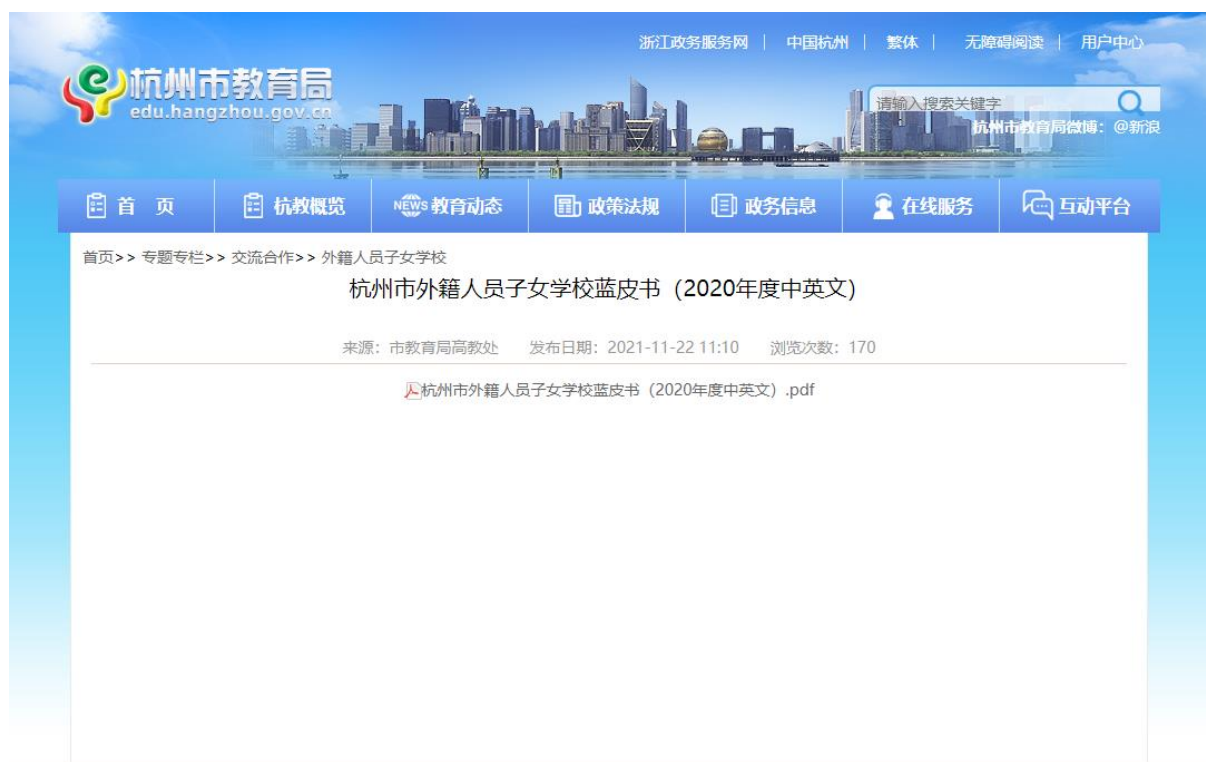 浙江政务服务网 | 中国杭州 | 繁体 | 无障碍阅读 | 用户中心
杭州市教育局
edu.hangzhou.gov.cn
请输入搜索关键字
杭州市教育局微博：@新浪
首 页 杭教概览 NEWS 教育动态 政策法规 政务信息 在线服务 互动平台
首页>> 专题专栏>> 交流合作>> 外籍人员子女学校
杭州市外籍人员子女学校蓝皮书（2020年度中英文）
来源：市教育局高教处 发布日期：2021-11-22 11:10 浏览次数：170
杭州市外籍人员子女学校蓝皮书（2020年度中英文）.pdf